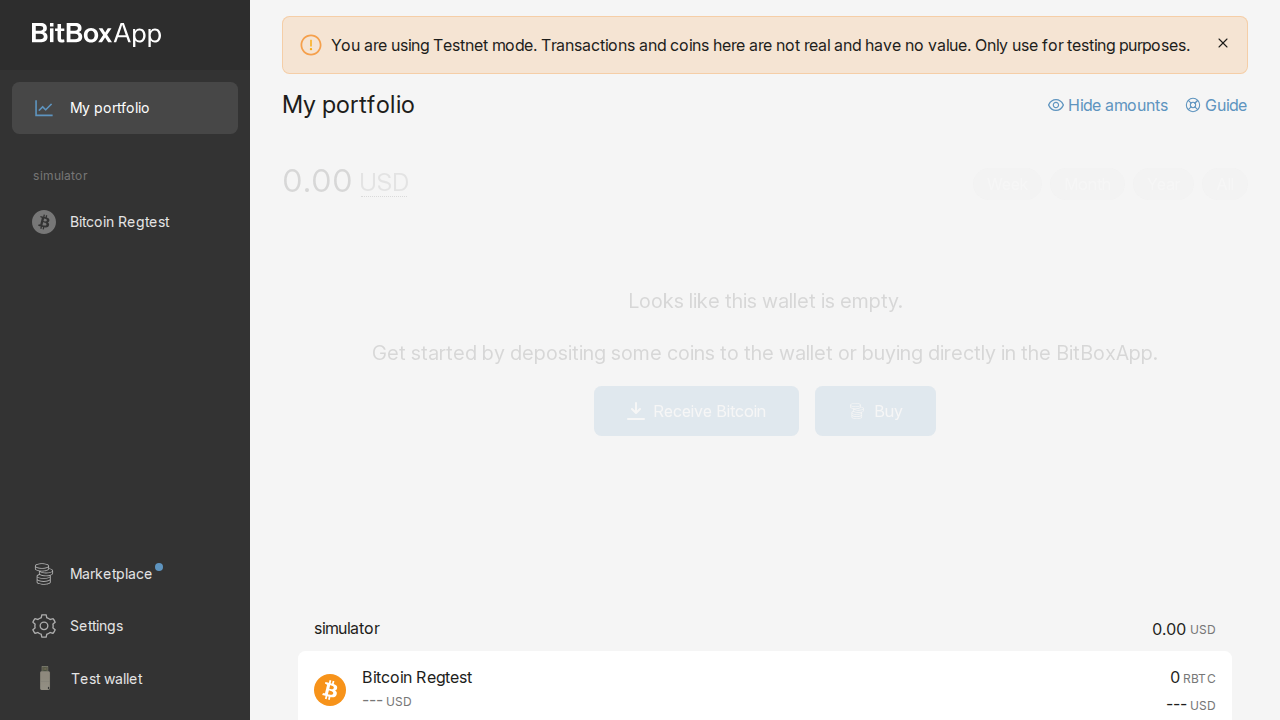 BitBoxApp
My portfolio
simulator
Bitcoin Regtest
Marketplace
Settings
Test wallet
You are using Testnet mode. Transactions and coins here are not real and have no value. Only use for testing purposes.
My portfolio
Hide amounts
Guide
0.00 USD
Looks like this wallet is empty.
Get started by depositing some coins to the wallet or buying directly in the BitBoxApp.
Receive Bitcoin
Buy
simulator
0.00 USD
Bitcoin Regtest
0 RBTC
--- USD
--- USD